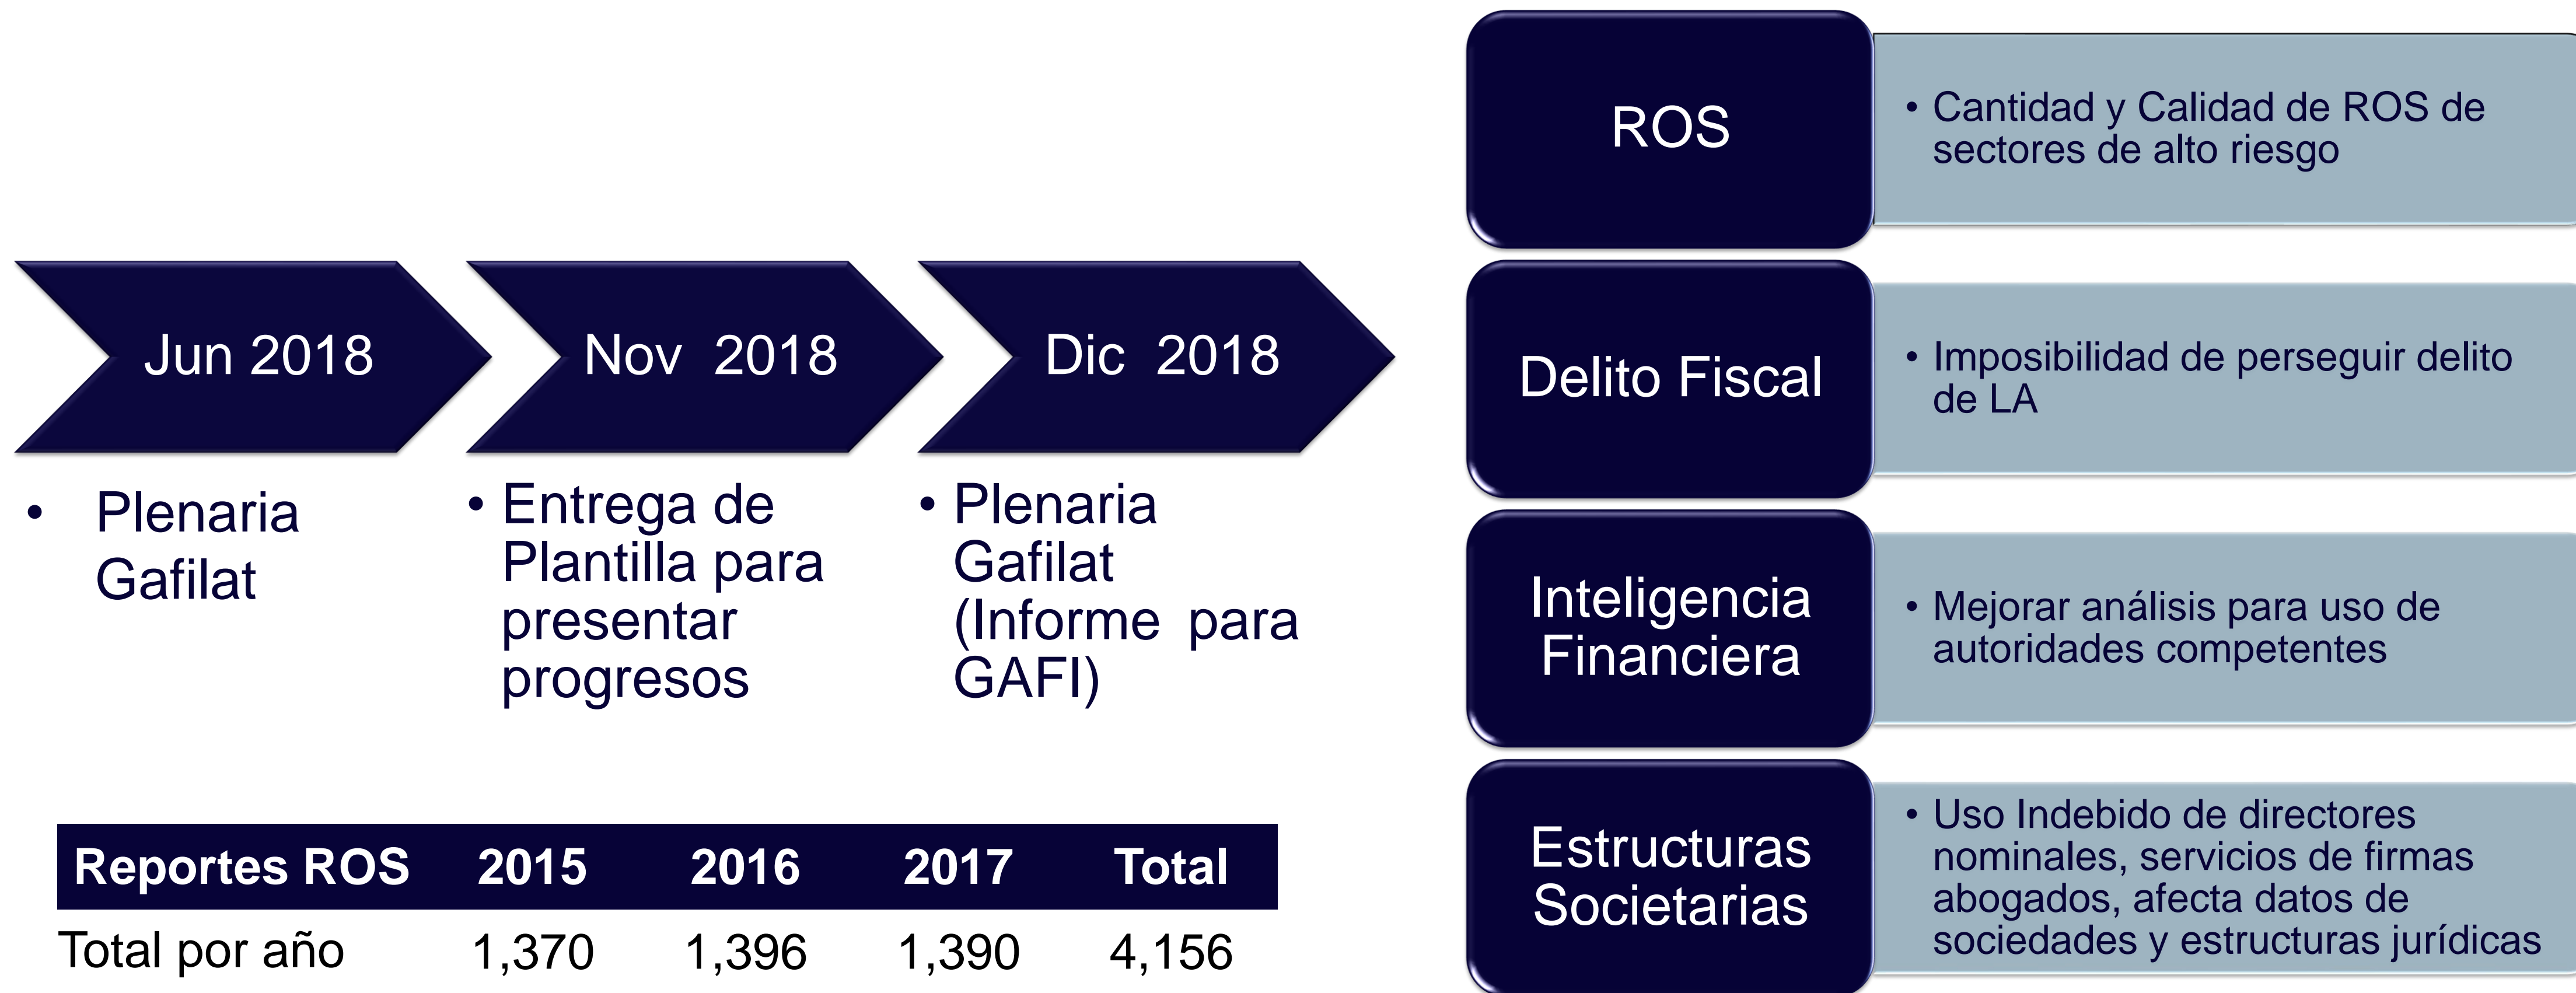 Jun 2018
• Plenaria
Gafilat
Nov 2018
• Entrega de
Plantilla para
presentar
progresos
Dic 2018
• Plenaria
Gafilat
(Informe para
GAFI)
Reportes ROS 2015 2016 2017 Total
Total por año 1,370 1,396 1,390 4,156
ROS
• Cantidad y Calidad de ROS de
sectores de alto riesgo
Delito Fiscal
• Imposibilidad de perseguir delito
de LA
Inteligencia
Financiera
• Mejorar análisis para uso de
autoridades competentes
Estructuras
Societarias
• Uso Indebido de directores
nominales, servicios de firmas
abogados, afecta datos de
sociedades y estructuras jurídicas